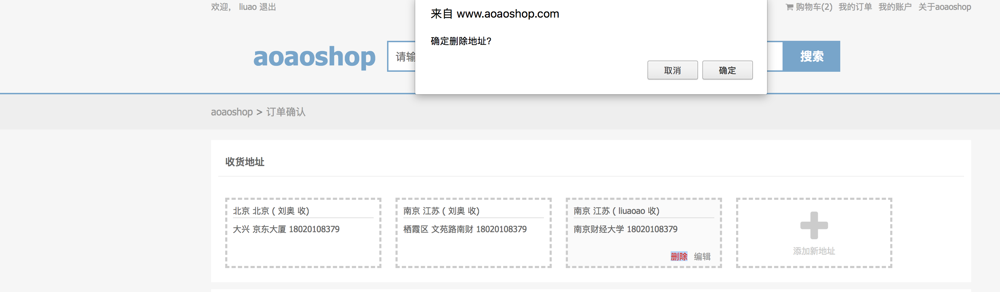 欢迎， liuao 退出
购物车(2) 我的订单 我的账户 关于aoaoshop
来自 www.aoaoshop.com
确定删除地址?
取消 确定
aoaoshop 请输 搜索
aoaoshop > 订单确认
收货地址
北京 北京 ( 刘奥 收)
大兴 京东大厦 18020108379
南京 江苏 ( 刘奥 收)
栖霞区 文苑路南财 18020108379
南京 江苏 ( liuaoao 收)
南京财经大学 18020108379
删除 编辑
添加新地址